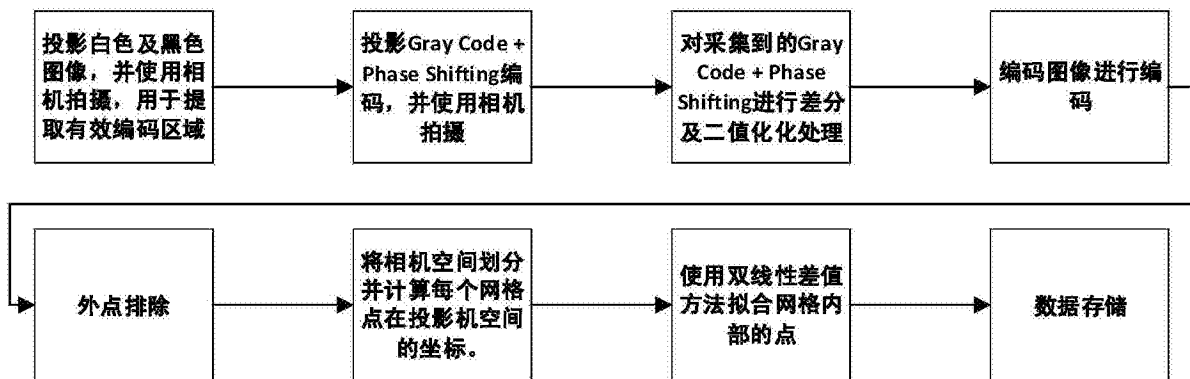 投影白色及黑色
图像，并使用相
机拍摄，用于提
取有效编码区域
投影Gray Code +
Phase Shifting编
码，并使用相机
拍摄
对采集到的Gray
Code + Phase
Shifting进行差分
及二值化化处理
编码图像进行编
码
外点排除
将相机空间划分
并计算每个网格
点在投影机空间
的坐标。
使用双线性差值
方法拟合网格内
部的点
数据存储